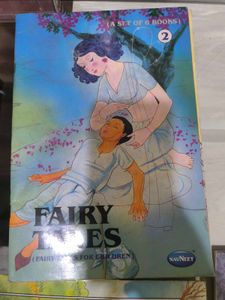 (A SET OF 6 BOOKS)
2
FAIRY
TALES
(FAIRY TALES FOR CHILDREN)
NAVNEET